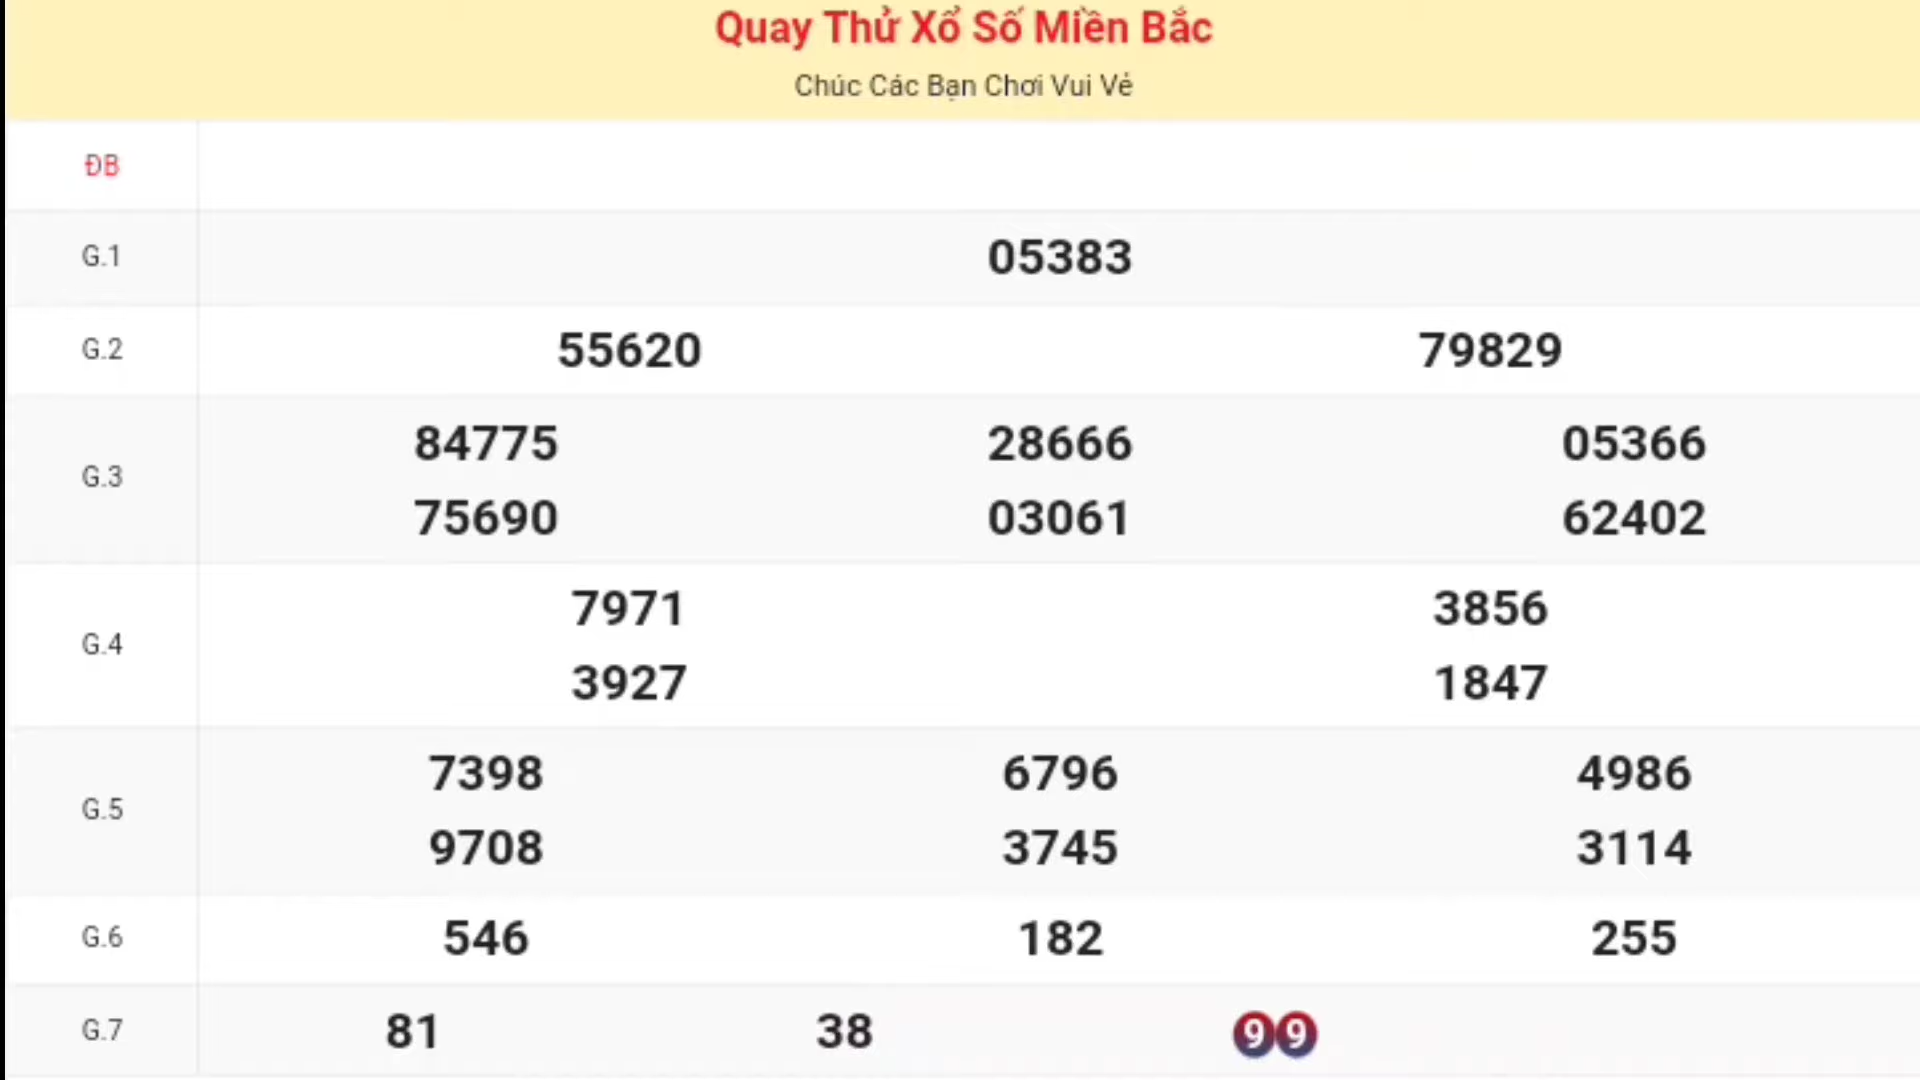 Quay Thử Xổ Số Miền Bắc
Chúc Các Bạn Chơi Vui Vẻ
ĐB
G.1 05383
G.2 55620 79829
G.3 84775 28666 05366
75690 03061 62402
G.4 7971 3856
3927 1847
G.5 7398 6796 4986
9708 3745 3114
G.6 546 182 255
G.7 81 38 99